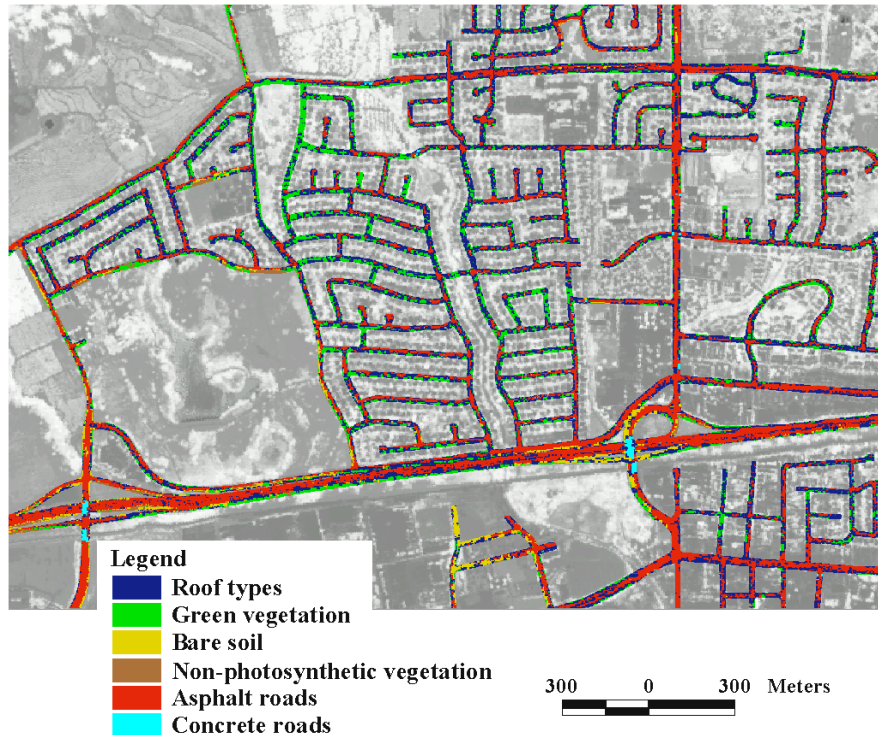 Legend
Roof types
Green vegetation
Bare soil
Non-photosynthetic vegetation
Asphalt roads
Concrete roads
300 0 300 Meters